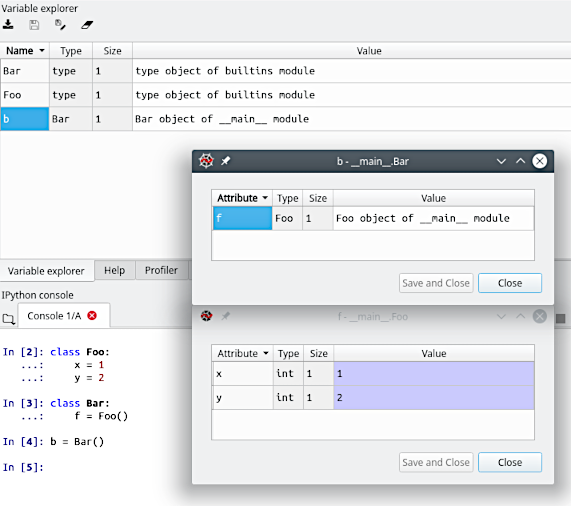 Variable explorer
Name Type Size Value
Bar type 1 type object of builtins module
Foo type 1 type object of builtins module
b Bar 1 Bar object of __main__ module
b - __main__.Bar
Attribute Type Size Value
f Foo 1 Foo object of __main__ module
Save and Close Close
Variable explorer Help Profiler
IPython console
Console 1/A
f - __main__.Foo
Attribute Type Size Value
x int 1 1
y int 1 2
Save and Close Close
In [2]: class Foo:
...: x = 1
...: y = 2
In [3]: class Bar:
...: f = Foo()
In [4]: b = Bar()
In [5]: